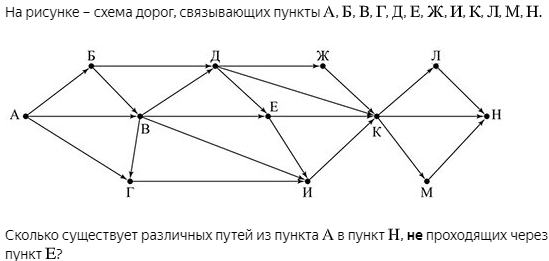 На рисунке – схема дорог, связывающих пункты А, Б, В, Г, Д, Е, Ж, И, К, Л, М, Н.
Б Д Ж Л
А В Е К Н
Г И М
Сколько существует различных путей из пункта А в пункт Н, не проходящих через
пункт Е?